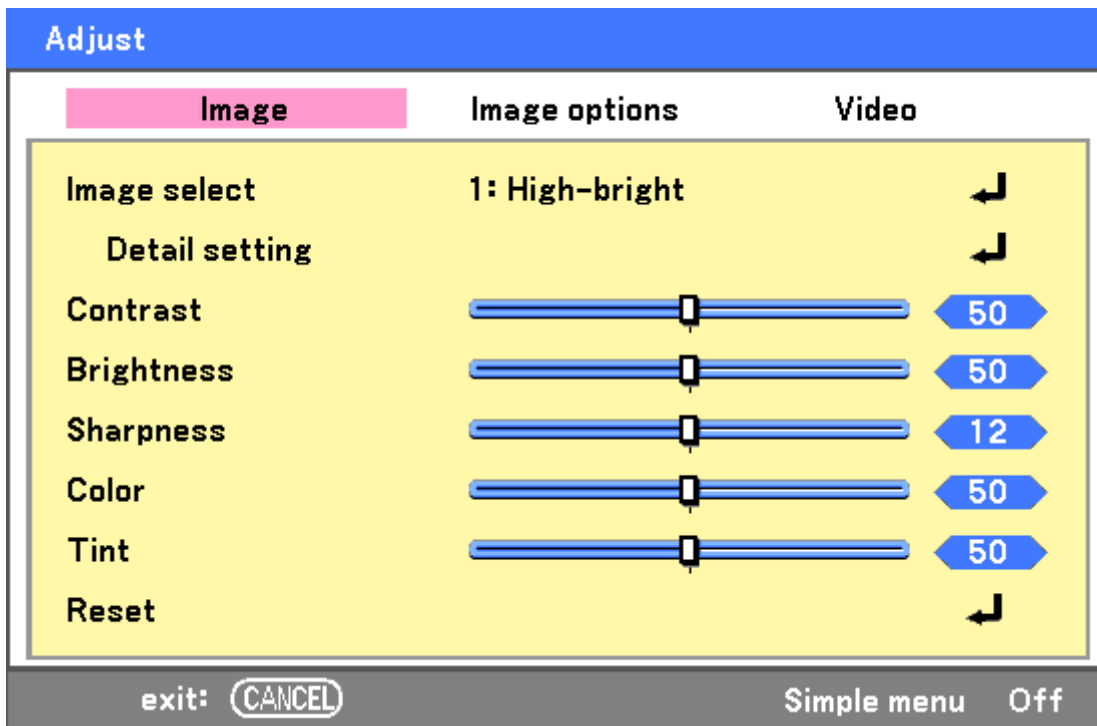 Adjust
Image Image options Video
Image select 1: High-bright
Detail setting
Contrast 50
Brightness 50
Sharpness 12
Color 50
Tint 50
Reset
exit: CANCEL Simple menu Off